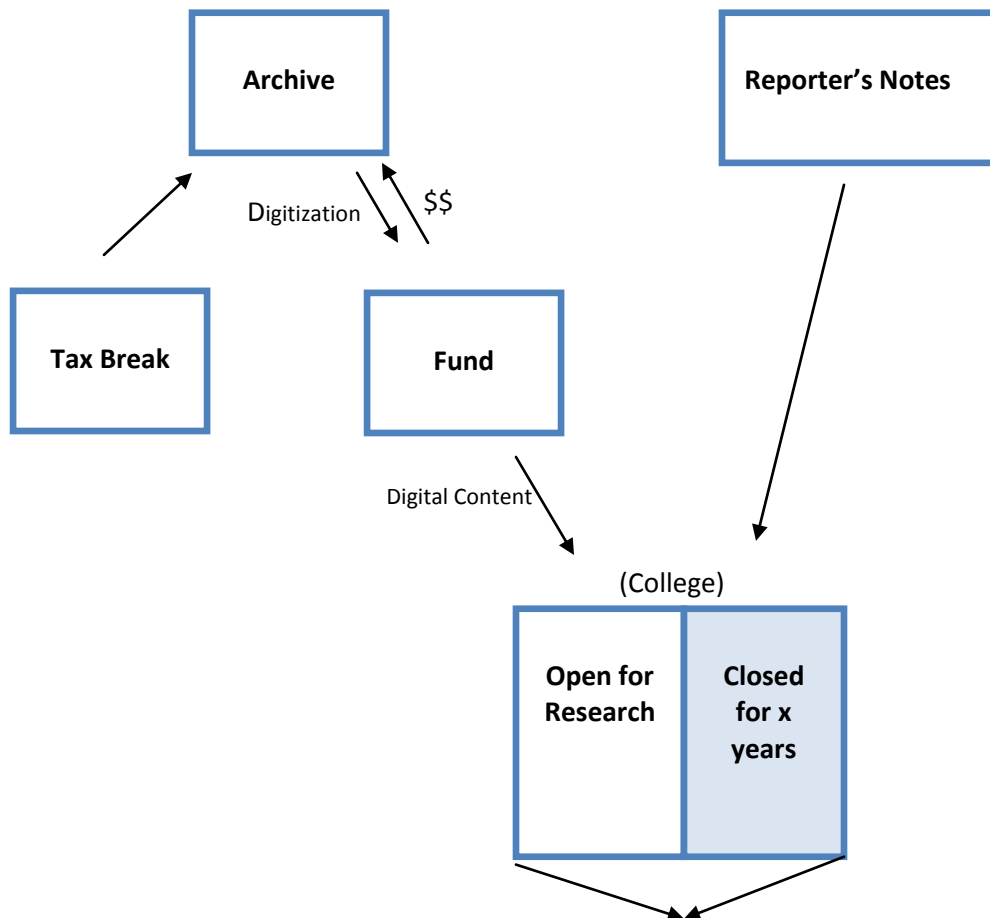 Archive
Reporter’s Notes
Digitization
$$
Tax Break
Fund
Digital Content
(College)
Open for
Research
Closed
for x
years